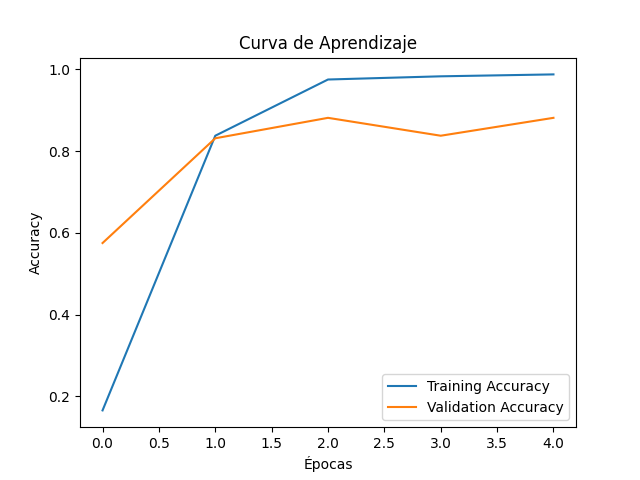 Curva de Aprendizaje
1.0
0.8
0.6
0.4
0.2
Accuracy
Training Accuracy
Validation Accuracy
0.0 0.5 1.0 1.5 2.0 2.5 3.0 3.5 4.0
Épocas